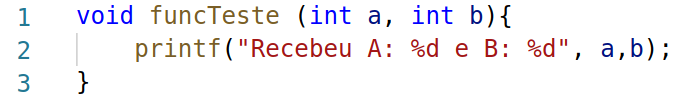 1 void funcTeste (int a, int b){
2     printf("Recebeu A: %d e B: %d", a,b);
3 }